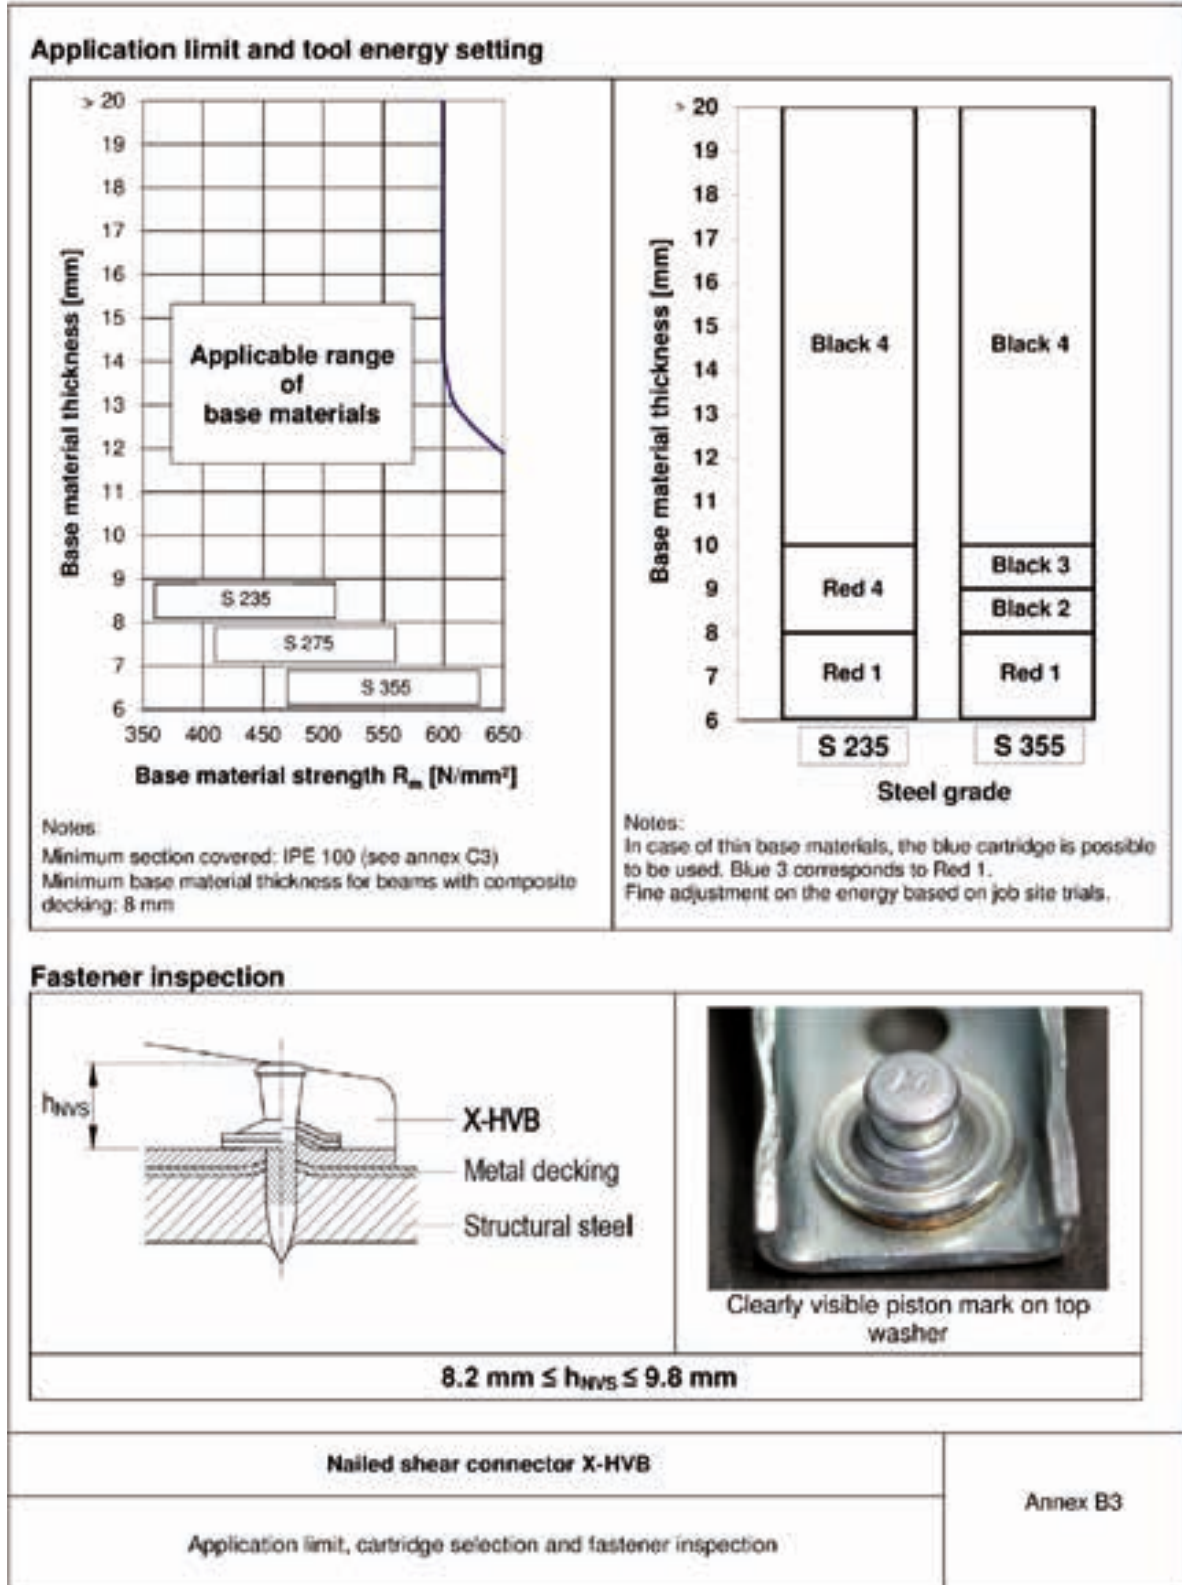 Application limit and tool energy setting
> 20
19
18
17
16
15
14
13
12
11
10
9
8
7
6
Base material thickness [mm]
Applicable range
of
base materials
S 235
S 275
S 355
350 400 450 500 550 600 650
Base material strength Rm [N/mm²]
Notes:
Minimum section covered: IPE 100 (see annex C3)
Minimum base material thickness for beams with composite
decking: 8 mm
> 20
19
18
17
16
15
14
13
12
11
10
9
8
7
6
Base material thickness [mm]
Black 4
Red 4
Red 1
Black 4
Black 3
Black 2
Red 1
S 235 S 355
Steel grade
Notes:
In case of thin base materials, the blue cartridge is possible
to be used. Blue 3 corresponds to Red 1.
Fine adjustment on the energy based on job site trials.
Fastener inspection
hNVS
X-HVB
Metal decking
Structural steel
Clearly visible piston mark on top
washer
8.2 mm ≤ hNVS ≤ 9.8 mm
Nailed shear connector X-HVB
Application limit, cartridge selection and fastener inspection
Annex B3